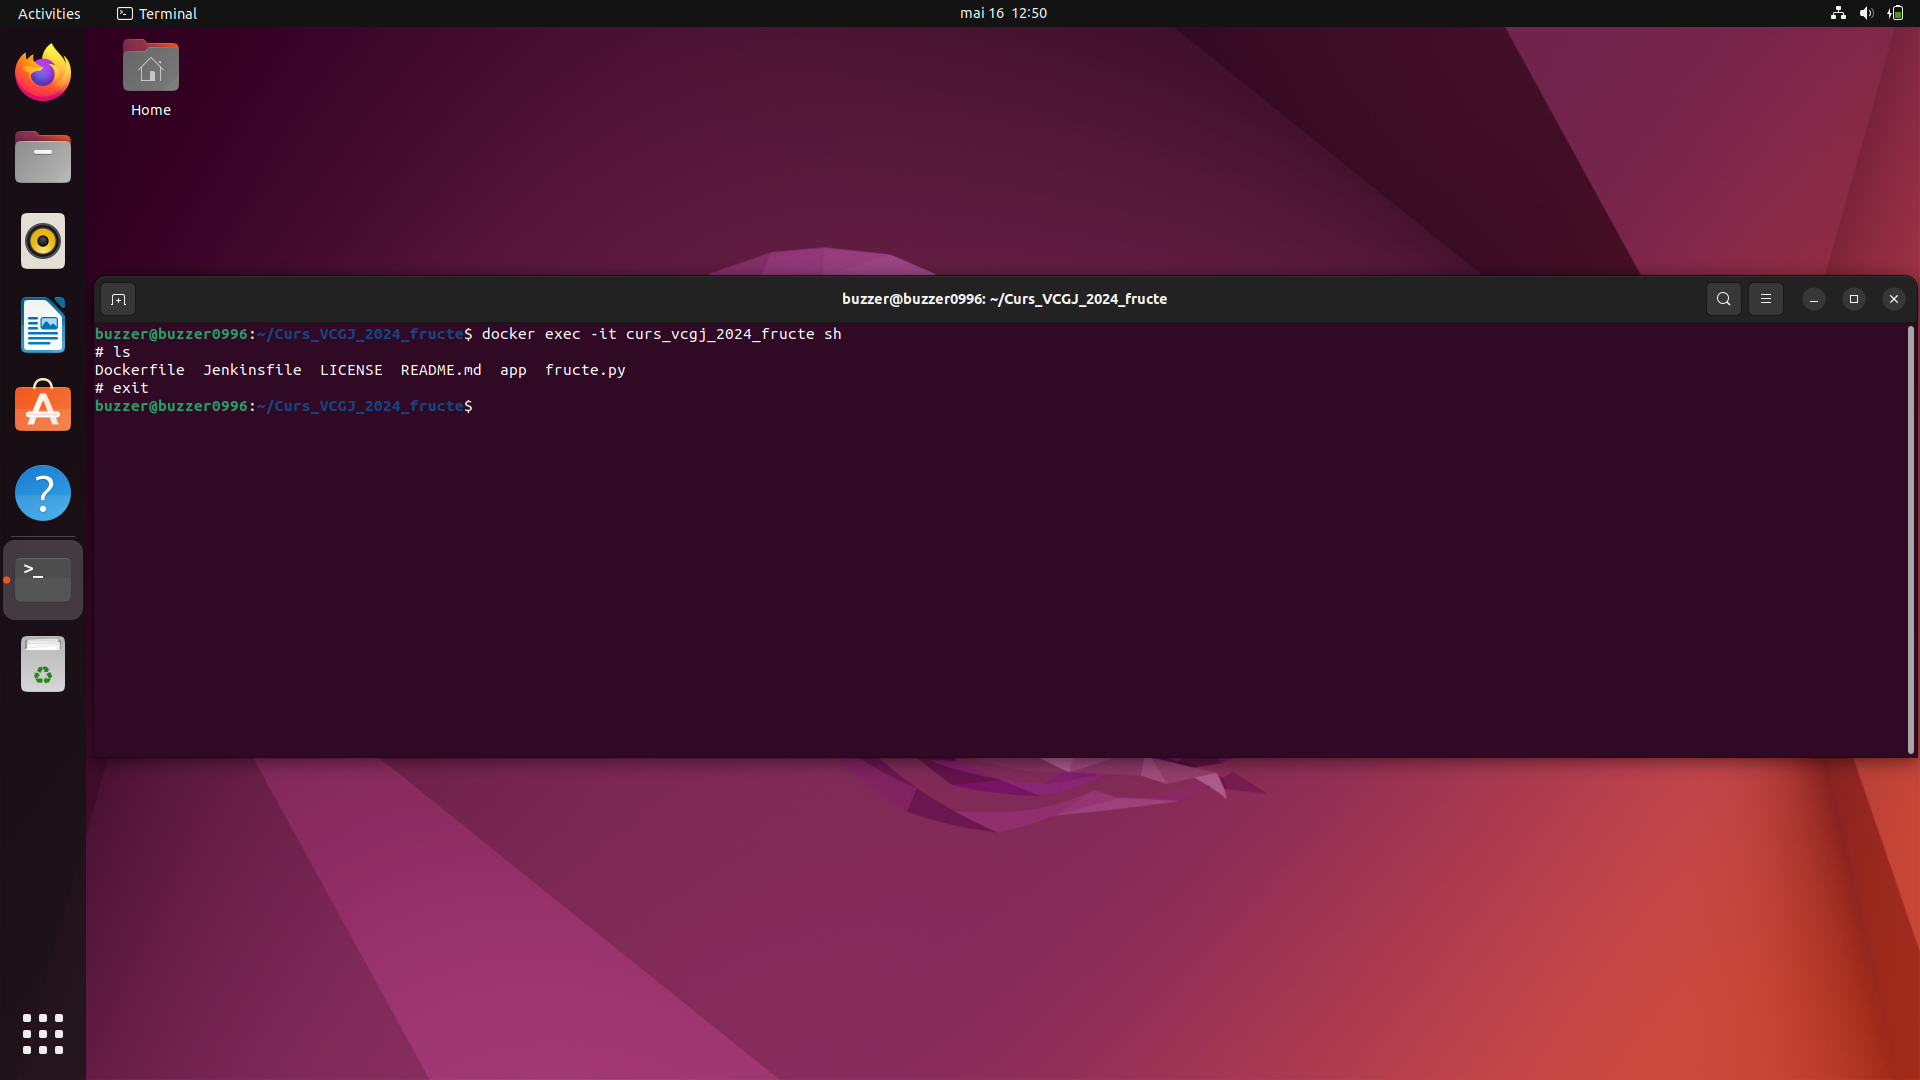 Activities
Terminal
mai 16 12:50
Home
buzzer@buzzer0996: ~/Curs_VCGJ_2024_fructe
buzzer@buzzer0996:~/Curs_VCGJ_2024_fructe$ docker exec -it curs_vcgj_2024_fructe sh
# ls
Dockerfile Jenkinsfile LICENSE README.md app fructe.py
# exit
buzzer@buzzer0996:~/Curs_VCGJ_2024_fructe$